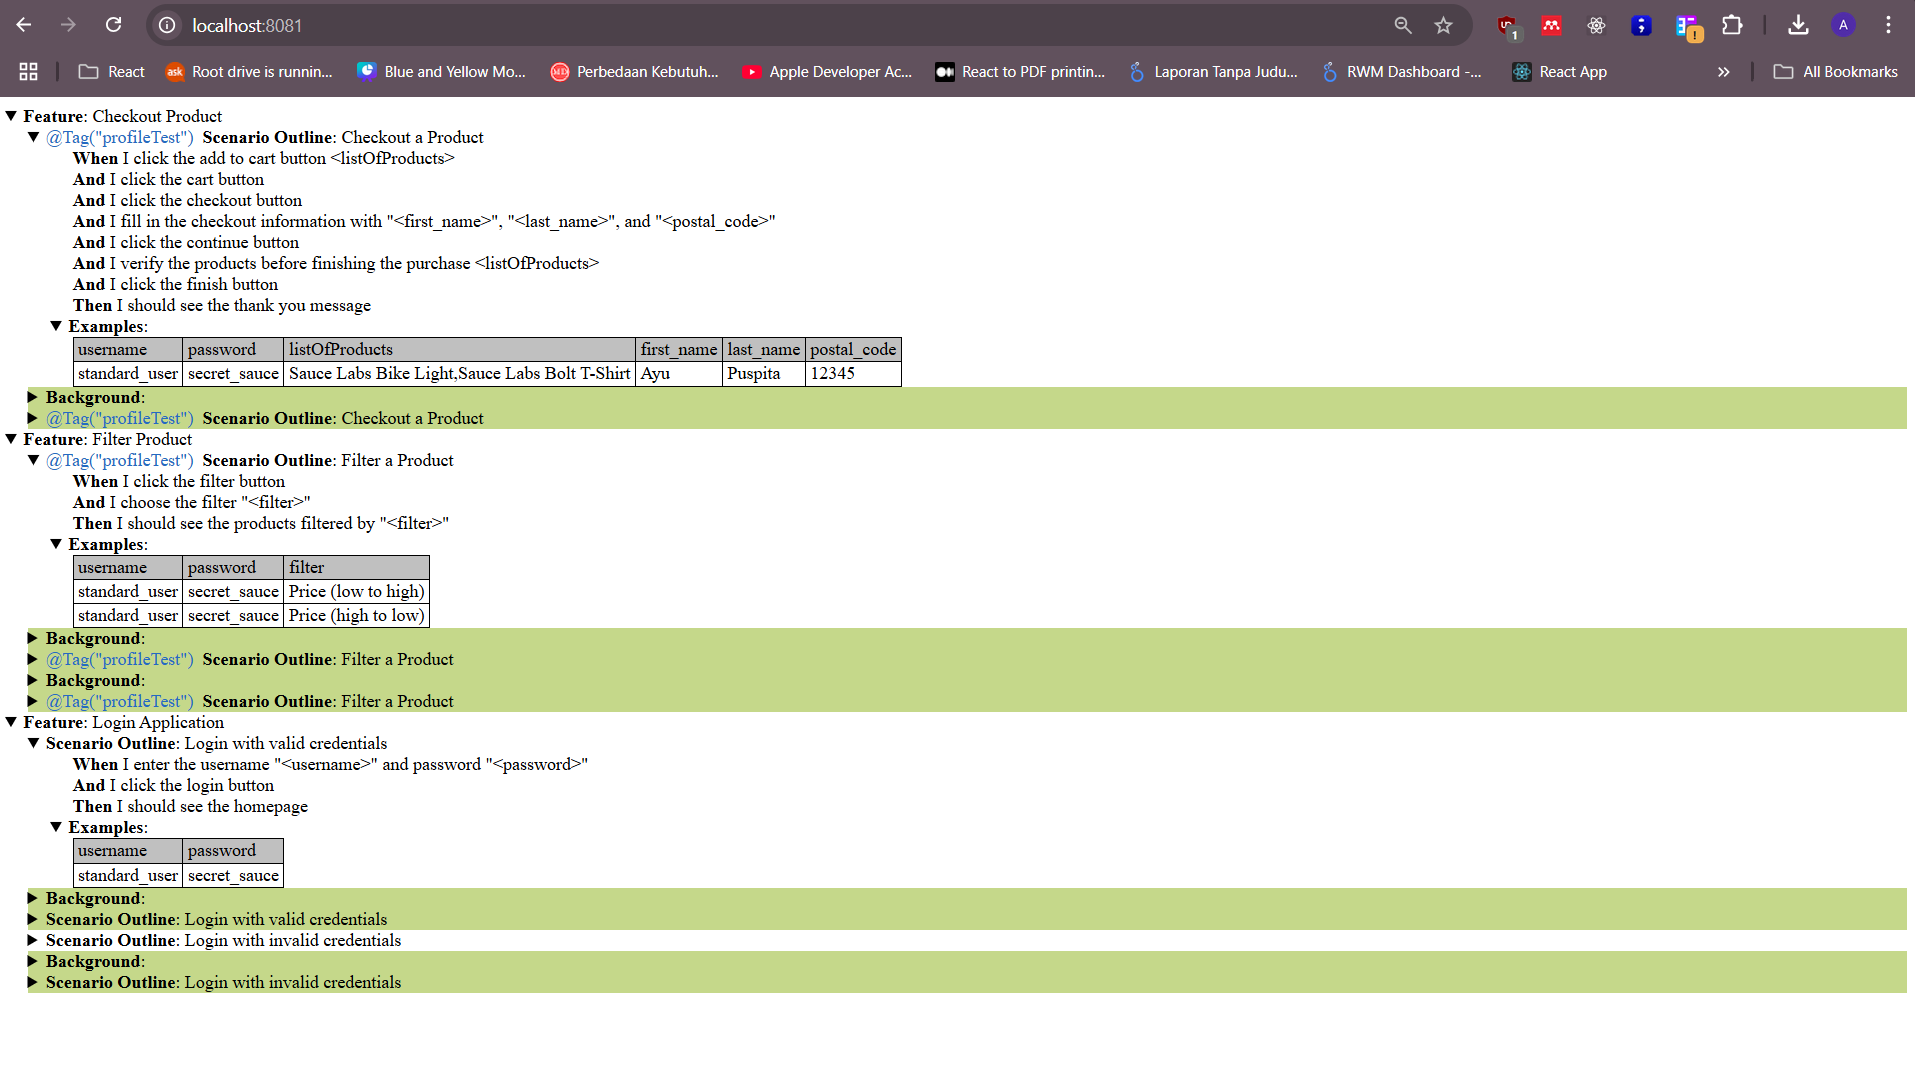 localhost:8081
1
!
A
React
ask Root drive is runnin...
Blue and Yellow Mo...
Perbedaan Kebutuh...
Apple Developer Ac...
React to PDF printin...
Laporan Tanpa Judu...
RWM Dashboard -...
React App
»
All Bookmarks
Feature: Checkout Product
@Tag("profileTest") Scenario Outline: Checkout a Product
When I click the add to cart button <listOfProducts>
And I click the cart button
And I click the checkout button
And I fill in the checkout information with "<first_name>", "<last_name>", and "<postal_code>"
And I click the continue button
And I verify the products before finishing the purchase <listOfProducts>
And I click the finish button
Then I should see the thank you message
Examples:
username password listOfProducts first_name last_name postal_code
standard_user secret_sauce Sauce Labs Bike Light,Sauce Labs Bolt T-Shirt Ayu Puspita 12345
Background:
@Tag("profileTest") Scenario Outline: Checkout a Product
Feature: Filter Product
@Tag("profileTest") Scenario Outline: Filter a Product
When I click the filter button
And I choose the filter "<filter>"
Then I should see the products filtered by "<filter>"
Examples:
username password filter
standard_user secret_sauce Price (low to high)
standard_user secret_sauce Price (high to low)
Background:
@Tag("profileTest") Scenario Outline: Filter a Product
Background:
@Tag("profileTest") Scenario Outline: Filter a Product
Feature: Login Application
Scenario Outline: Login with valid credentials
When I enter the username "<username>" and password "<password>"
And I click the login button
Then I should see the homepage
Examples:
username password
standard_user secret_sauce
Background:
Scenario Outline: Login with valid credentials
Scenario Outline: Login with invalid credentials
Background:
Scenario Outline: Login with invalid credentials